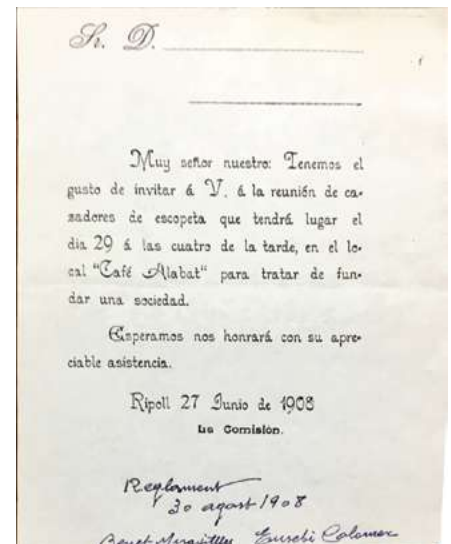 Sr. D.
Muy señor nuestro: Tenemos el
gusto de invitar á V. á la reunión de ca-
zadores de escopeta que tendrá lugar el
dia 29 á las cuatro de la tarde, en el lo-
cal "Café Alabat" para tratar de fun-
dar una sociedad.
Esperamos nos honrará con su apre-
ciable asistencia.
Ripoll 27 Junio de 1908
La Comisión.
Reglament
30 agost 1908
Benet Eusebi Colomer